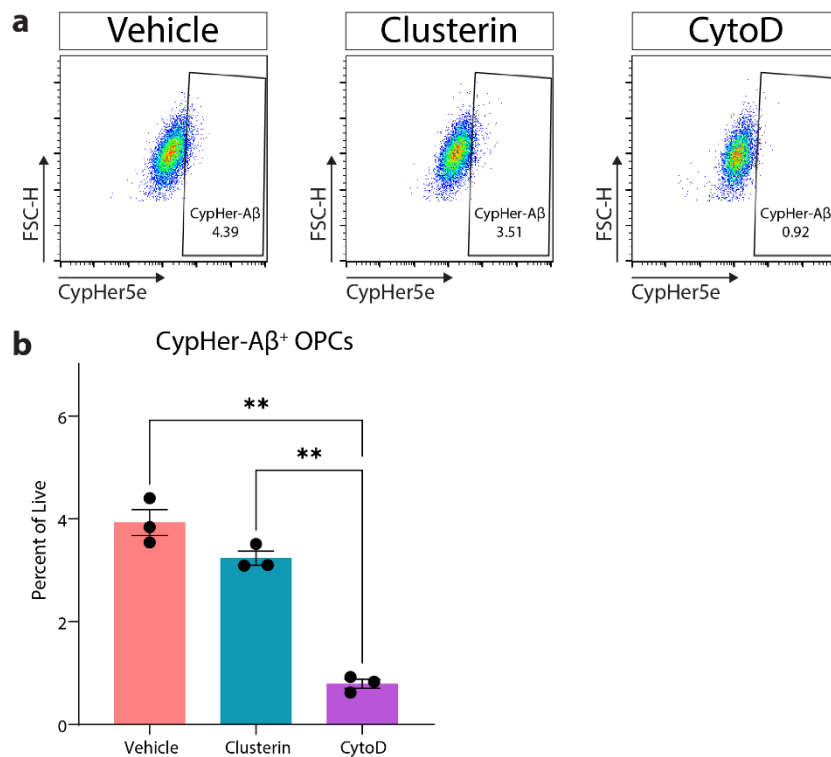 a
Vehicle
Clusterin
CytoD
FSC-H
CypHer-Aβ
4.39
CypHer5e
FSC-H
CypHer-Aβ
3.51
CypHer5e
FSC-H
CypHer-Aβ
0.92
CypHer5e
b
CypHer-Aβ⁺ OPCs
Percent of Live
6
4
2
0
**
**
Vehicle
Clusterin
CytoD